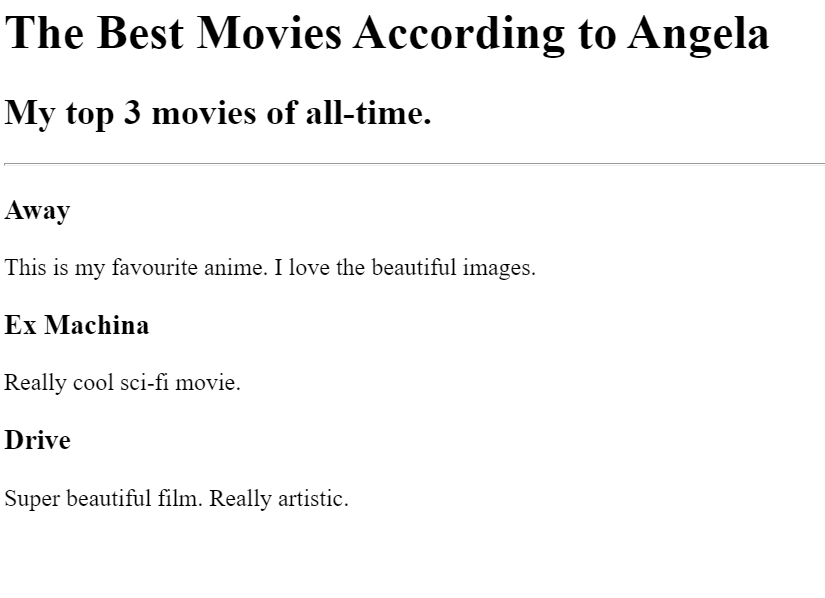 The Best Movies According to Angela
My top 3 movies of all-time.
Away
This is my favourite anime. I love the beautiful images.
Ex Machina
Really cool sci-fi movie.
Drive
Super beautiful film. Really artistic.